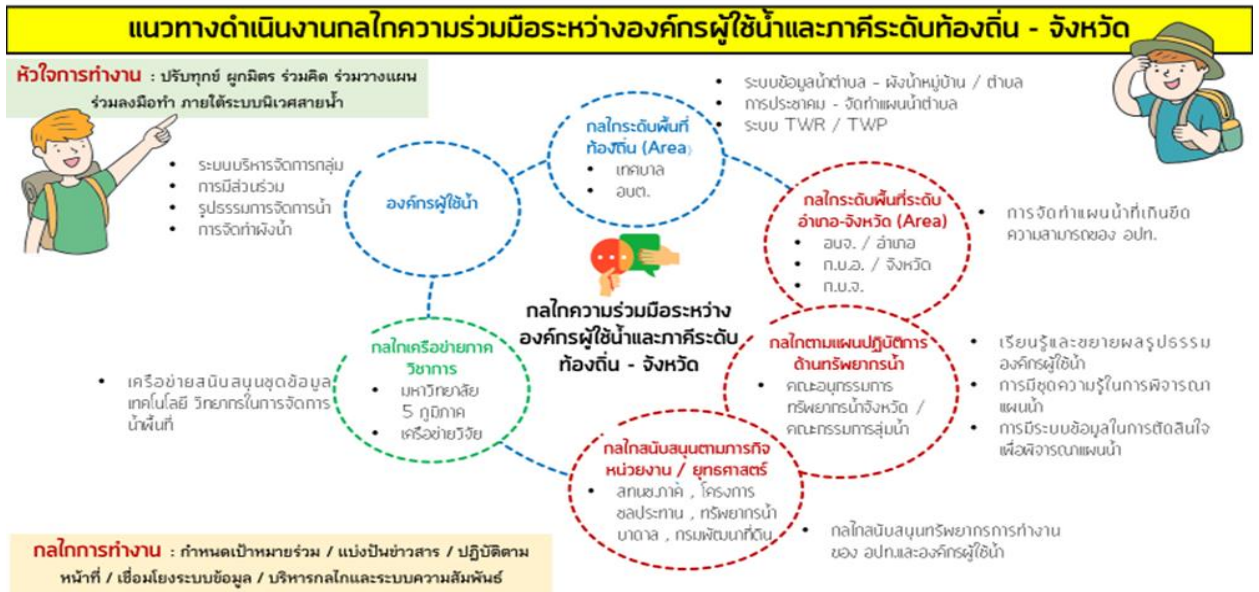 แนวทางดำเนินงานกลไกความร่วมมือระหว่างองค์กรผู้ใช้น้ำและภาคีระดับท้องถิ่น - จังหวัด
หัวใจการทำงาน : ปรับทุกข์ ผูกมิตร ร่วมคิด ร่วมวางแผน
ร่วมลงมือทำ ภายใต้ระบบนิเวศสายน้ำ
• ระบบบริหารจัดการกลุ่ม
• การมีส่วนร่วม
• รูปธรรมการจัดการน้ำ
• การจัดทำผังน้ำ
องค์กรผู้ใช้น้ำ
กลไกระดับพื้นที่
ท้องถิ่น (Area)
• เทศบาล
• อบต.
• ระบบข้อมูลน้ำตำบล - ผังน้ำหมู่บ้าน / ตำบล
• การประชาคม - จัดทำแผนน้ำตำบล
• ระบบ TWR / TWP
กลไกระดับพื้นที่ระดับ
อำเภอ-จังหวัด (Area)
• อบจ. / อำเภอ
• ก.บ.อ. / จังหวัด
• ก.บ.จ.
• การจัดทำแผนน้ำที่เกินขีด
ความสามารถของ อปท.
กลไกความร่วมมือระหว่าง
องค์กรผู้ใช้น้ำและภาคีระดับ
ท้องถิ่น - จังหวัด
กลไกตามแผนปฏิบัติการ
ด้านทรัพยากรน้ำ
• คณะอนุกรรมการ
ทรัพยากรน้ำจังหวัด /
คณะกรรมการลุ่มน้ำ
• เรียนรู้และขยายผลรูปธรรม
องค์กรผู้ใช้น้ำ
• การมีชุดความรู้ในการพิจารณา
แผนน้ำ
• การมีระบบข้อมูลในการตัดสินใจ
เพื่อพิจารณาแผนน้ำ
กลไกเครือข่ายภาค
วิชาการ
• มหาวิทยาลัย
5 ภูมิภาค
• เครือข่ายวิจัย
• เครือข่ายสนับสนุนชุดข้อมูล
เทคโนโลยี วิทยากรในการจัดการ
น้ำพื้นที่
กลไกสนับสนุนตามภารกิจ
หน่วยงาน / ยุทธศาสตร์
• สทนช.ภาค , โครงการ
ชลประทาน , ทรัพยากรน้ำ
บาดาล , กรมพัฒนาที่ดิน
• กลไกสนับสนุนทรัพยากรการทำงาน
ของ อปท.และองค์กรผู้ใช้น้ำ
กลไกการทำงาน : กำหนดเป้าหมายร่วม / แบ่งปันข่าวสาร / ปฏิบัติตาม
หน้าที่ / เชื่อมโยงระบบข้อมูล / บริหารกลไกและระบบความสัมพันธ์